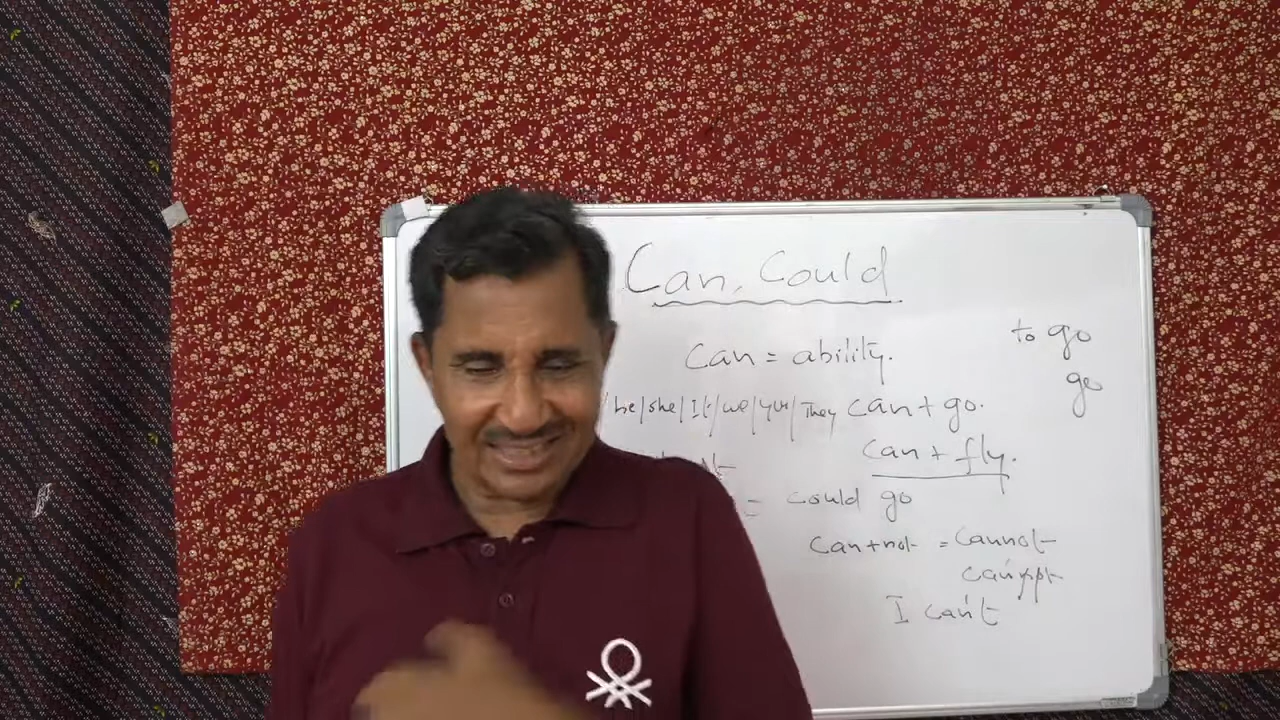 Can, Could
can = ability.
to go
go
he/she/It/we/you/They can + go.
can + fly.
= could go
can + not = cannot
I can't